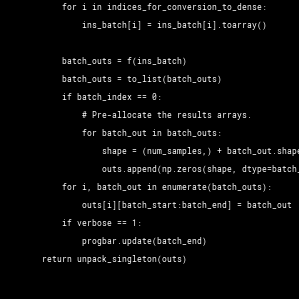 for i in indices_for_conversion_to_dense:
ins_batch[i] = ins_batch[i].toarray()
batch_outs = f(ins_batch)
batch_outs = to_list(batch_outs)
if batch_index == 0:
# Pre-allocate the results arrays.
for batch_out in batch_outs:
shape = (num_samples,) + batch_out.shape
outs.append(np.zeros(shape, dtype=batch_
for i, batch_out in enumerate(batch_outs):
outs[i][batch_start:batch_end] = batch_out
if verbose == 1:
progbar.update(batch_end)
return unpack_singleton(outs)